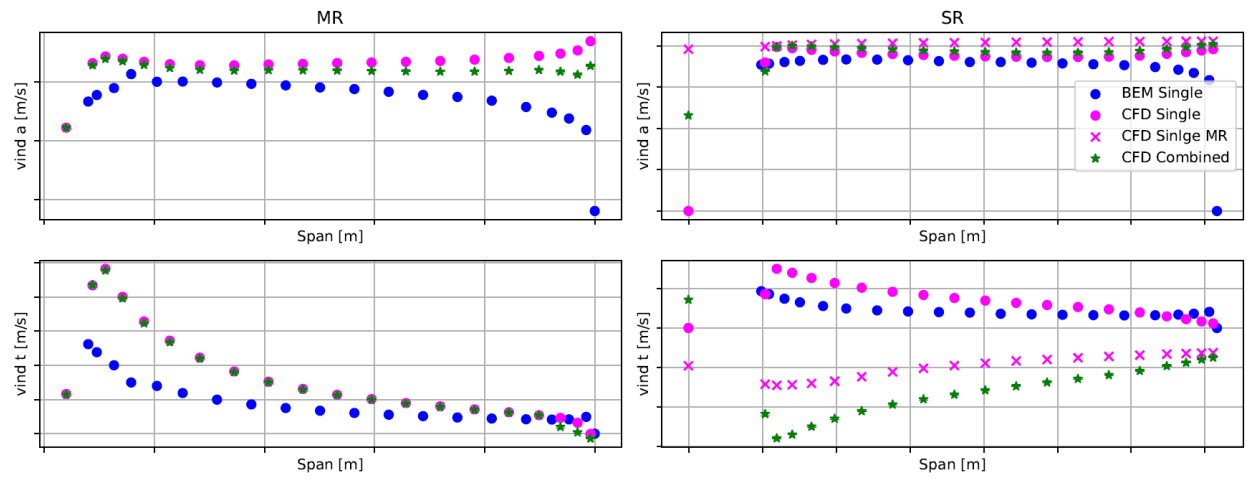 MR
SR
vind a [m/s]
Span [m]
vind a [m/s]
BEM Single
CFD Single
CFD Sinlge MR
CFD Combined
Span [m]
vind t [m/s]
Span [m]
vind t [m/s]
Span [m]